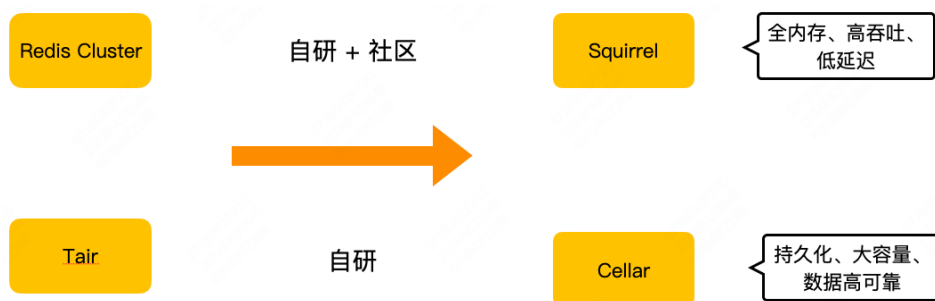 Redis Cluster
自研 + 社区
Squirrel
全内存、高吞吐、
低延迟
Tair
自研
Cellar
持久化、大容量、
数据高可靠